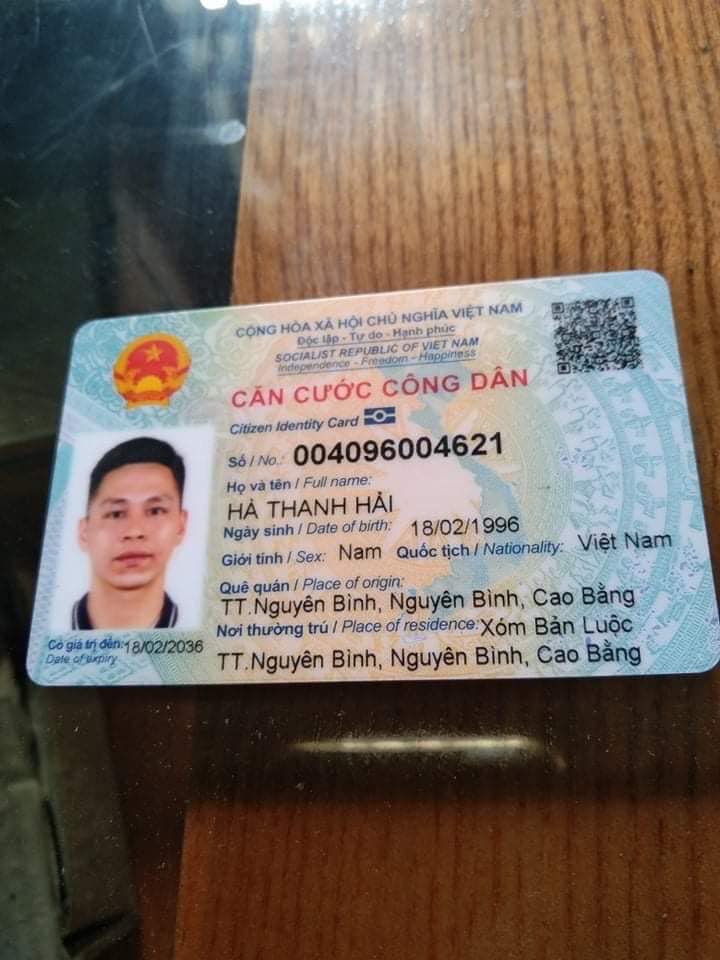 CỘNG HÒA XÃ HỘI CHỦ NGHĨA VIỆT NAM
Độc lập - Tự do - Hạnh phúc
SOCIALIST REPUBLIC OF VIET NAM
Independence - Freedom - Happiness
CĂN CƯỚC CÔNG DÂN
Citizen Identity Card
Số / No.: 004096004621
Họ và tên / Full name:
HÀ THANH HẢI
Ngày sinh / Date of birth: 18/02/1996
Giới tính / Sex: Nam Quốc tịch / Nationality: Việt Nam
Quê quán / Place of origin:
TT.Nguyên Bình, Nguyên Bình, Cao Bằng
Nơi thường trú / Place of residence: Xóm Bản Luộc
TT.Nguyên Bình, Nguyên Bình, Cao Bằng
Có giá trị đến: 18/02/2036
Date of expiry